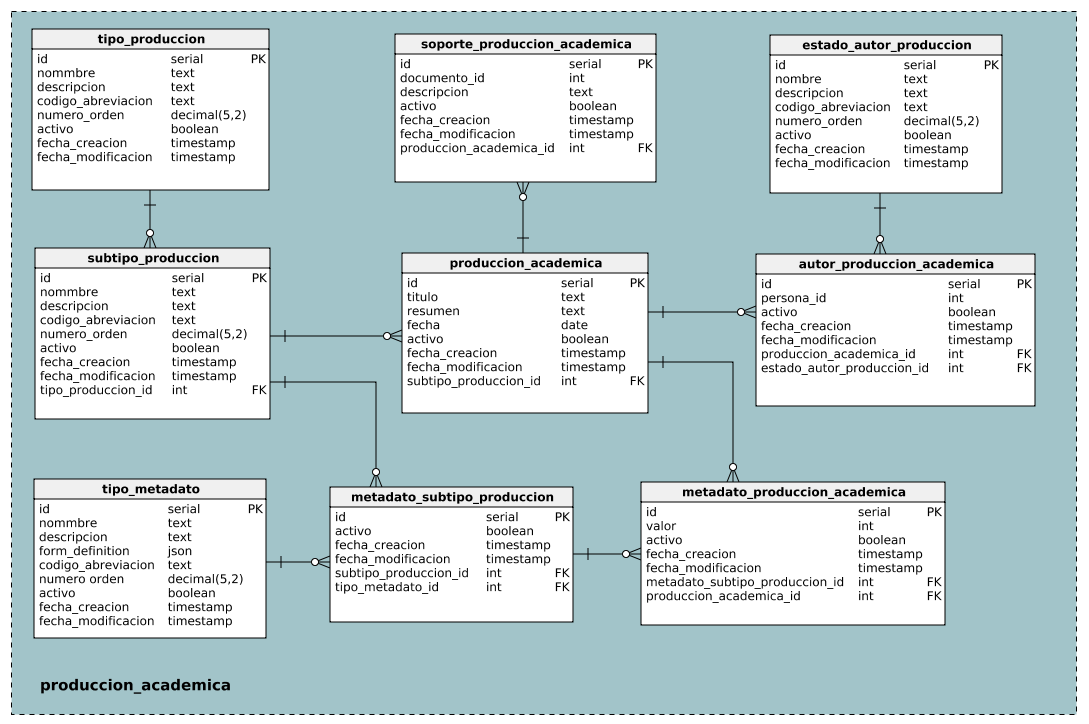 tipo_produccion
id serial PK
nommbre text
descripcion text
codigo_abreviacion text
numero_orden decimal(5,2)
activo boolean
fecha_creacion timestamp
fecha_modificacion timestamp
soporte_produccion_academica
id serial PK
documento_id int
descripcion text
activo boolean
fecha_creacion timestamp
fecha_modificacion timestamp
produccion_academica_id int FK
estado_autor_produccion
id serial PK
nombre text
descripcion text
codigo_abreviacion text
numero_orden decimal(5,2)
activo boolean
fecha_creacion timestamp
fecha_modificacion timestamp
subtipo_produccion
id serial PK
nommbre text
descripcion text
codigo_abreviacion text
numero_orden decimal(5,2)
activo boolean
fecha_creacion timestamp
fecha_modificacion timestamp
tipo_produccion_id int FK
produccion_academica
id serial PK
titulo text
resumen text
fecha date
activo boolean
fecha_creacion timestamp
fecha_modificacion timestamp
subtipo_produccion_id int FK
autor_produccion_academica
id serial PK
persona_id int
activo boolean
fecha_creacion timestamp
fecha_modificacion timestamp
produccion_academica_id int FK
estado_autor_produccion_id int FK
tipo_metadato
id serial PK
nommbre text
descripcion text
form_definition json
codigo_abreviacion text
numero orden decimal(5,2)
activo boolean
fecha_creacion timestamp
fecha_modificacion timestamp
metadato_subtipo_produccion
id serial PK
activo boolean
fecha_creacion timestamp
fecha_modificacion timestamp
subtipo_produccion_id int FK
tipo_metadato_id int FK
metadato_produccion_academica
id serial PK
valor int
activo boolean
fecha_creacion timestamp
fecha_modificacion timestamp
metadato_subtipo_produccion_id int FK
produccion_academica_id int FK
produccion_academica